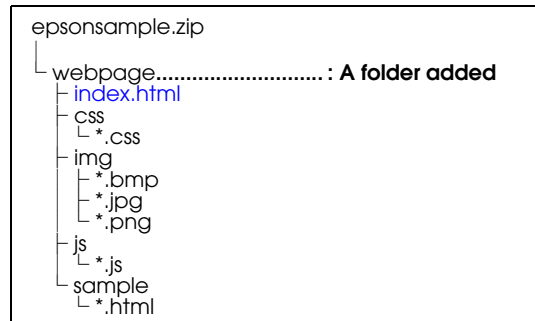 epsonsample.zip
webpage............................ : A folder added
index.html
css
*.css
img
*.bmp
*.jpg
*.png
js
*.js
sample
*.html